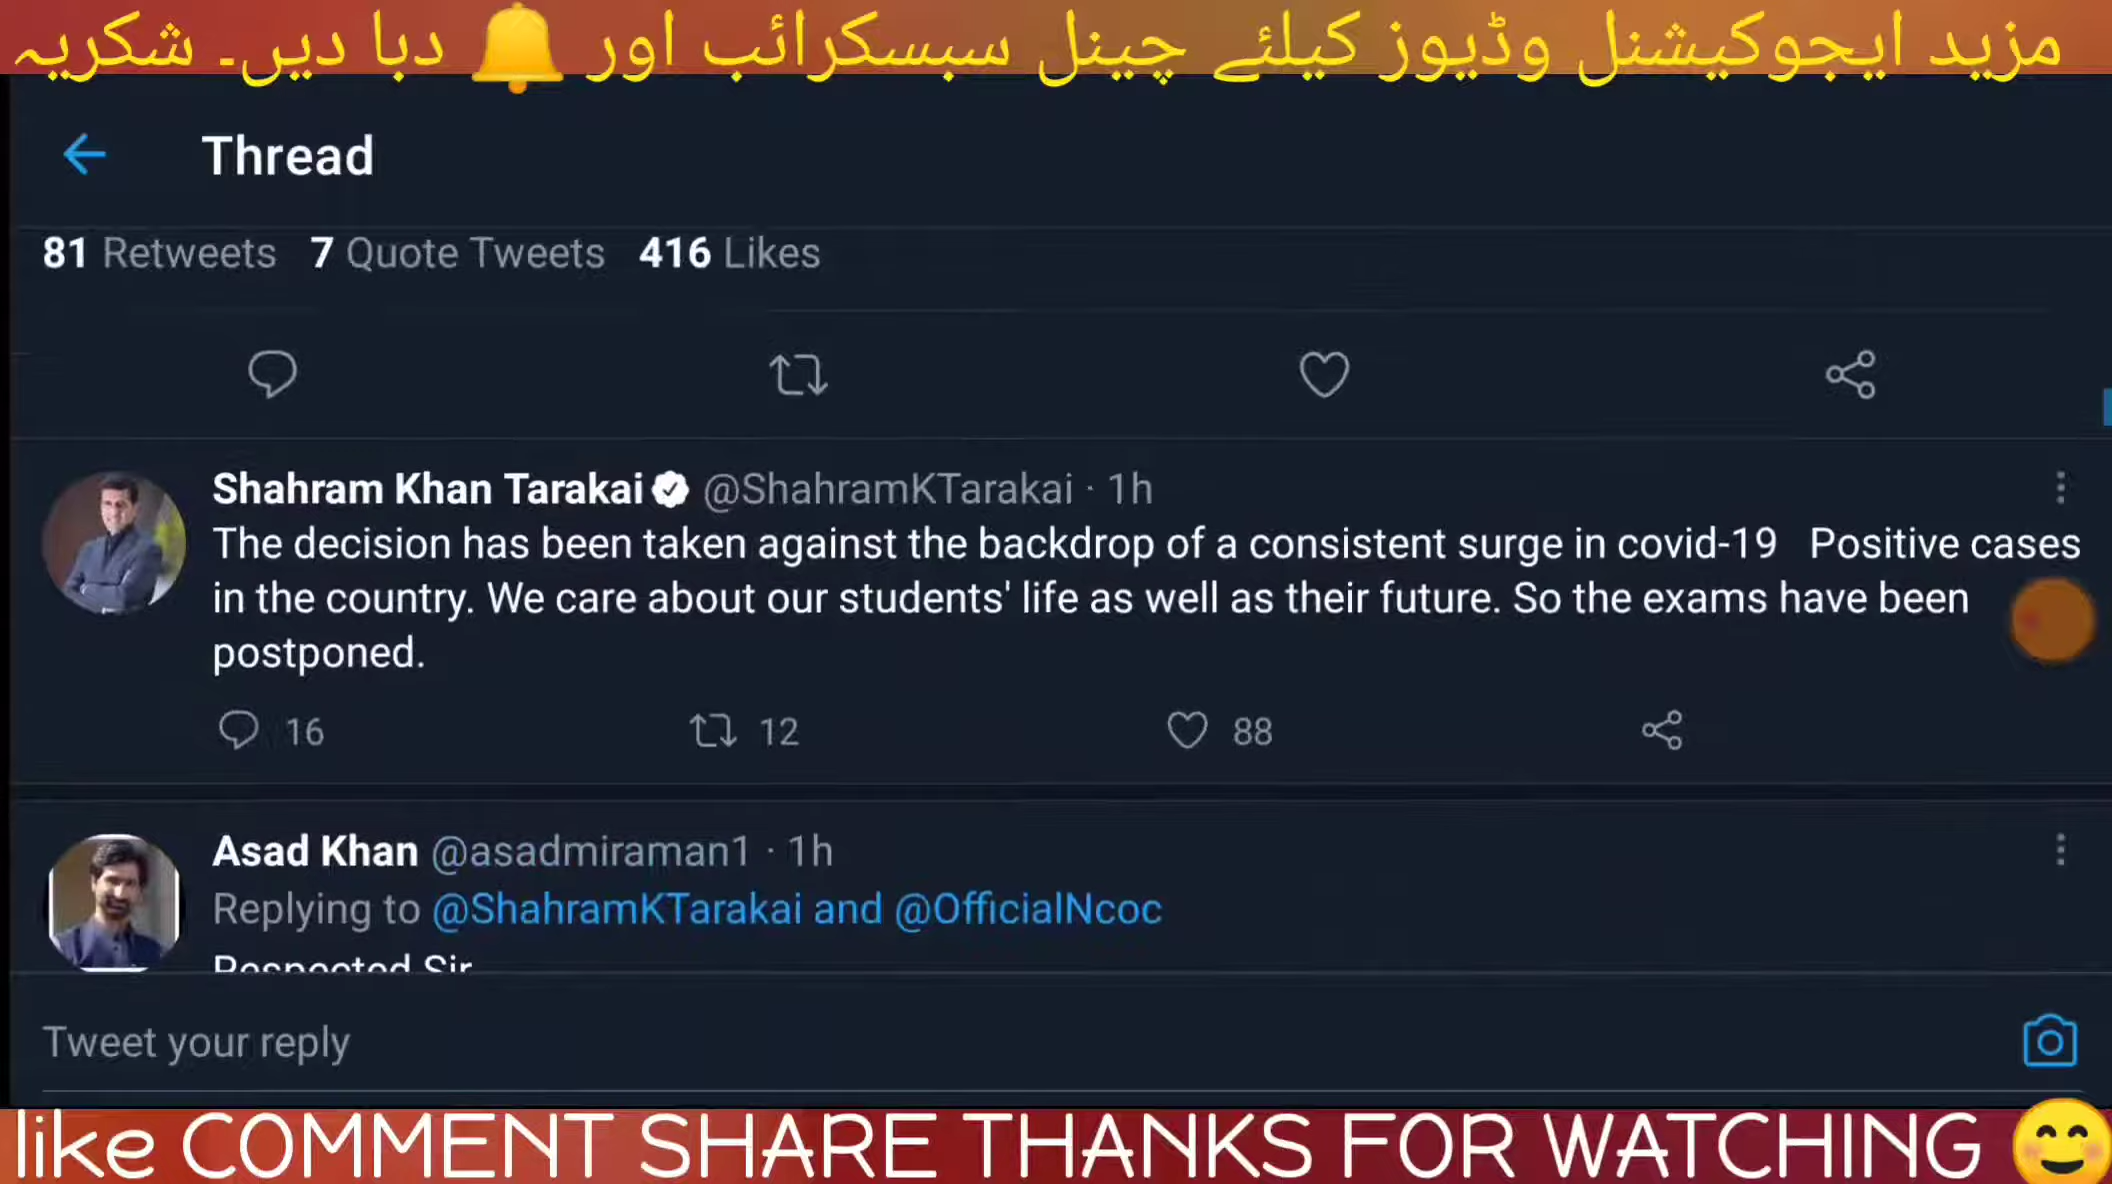 مزید ایجوکیشنل وڈیوز کیلئے چینل سبسکرائب اور 🔔 دبا دیں۔ شکریہ
Thread
81 Retweets 7 Quote Tweets 416 Likes
Shahram Khan Tarakai @ShahramKTarakai · 1h
The decision has been taken against the backdrop of a consistent surge in covid-19 Positive cases
in the country. We care about our students' life as well as their future. So the exams have been
postponed.
16 12 88
Asad Khan @asadmiraman1 · 1h
Replying to @ShahramKTarakai and @OfficialNcoc
Respected Sir
Tweet your reply
like COMMENT SHARE THANKS FOR WATCHING 😊